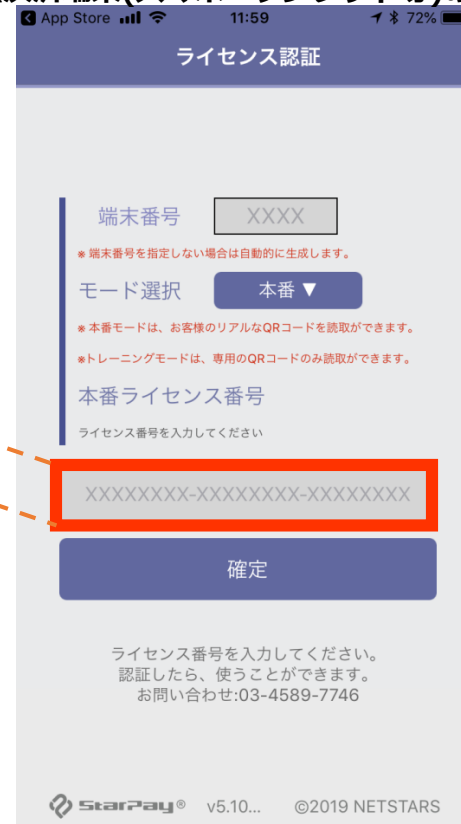 App Store 11:59 72%
ライセンス認証
端末番号 XXXX
※ 端末番号を指定しない場合は自動的に生成します。
モード選択 本番 ▼
※ 本番モードは、お客様のリアルなQRコードを読取ができます。
※トレーニングモードは、専用のQRコードのみ読取ができます。
本番ライセンス番号
ライセンス番号を入力してください
XXXXXXXX-XXXXXXXX-XXXXXXXX
確定
ライセンス番号を入力してください。
認証したら、使うことができます。
お問い合わせ:03-4589-7746
StarPay® v5.10... ©2019 NETSTARS